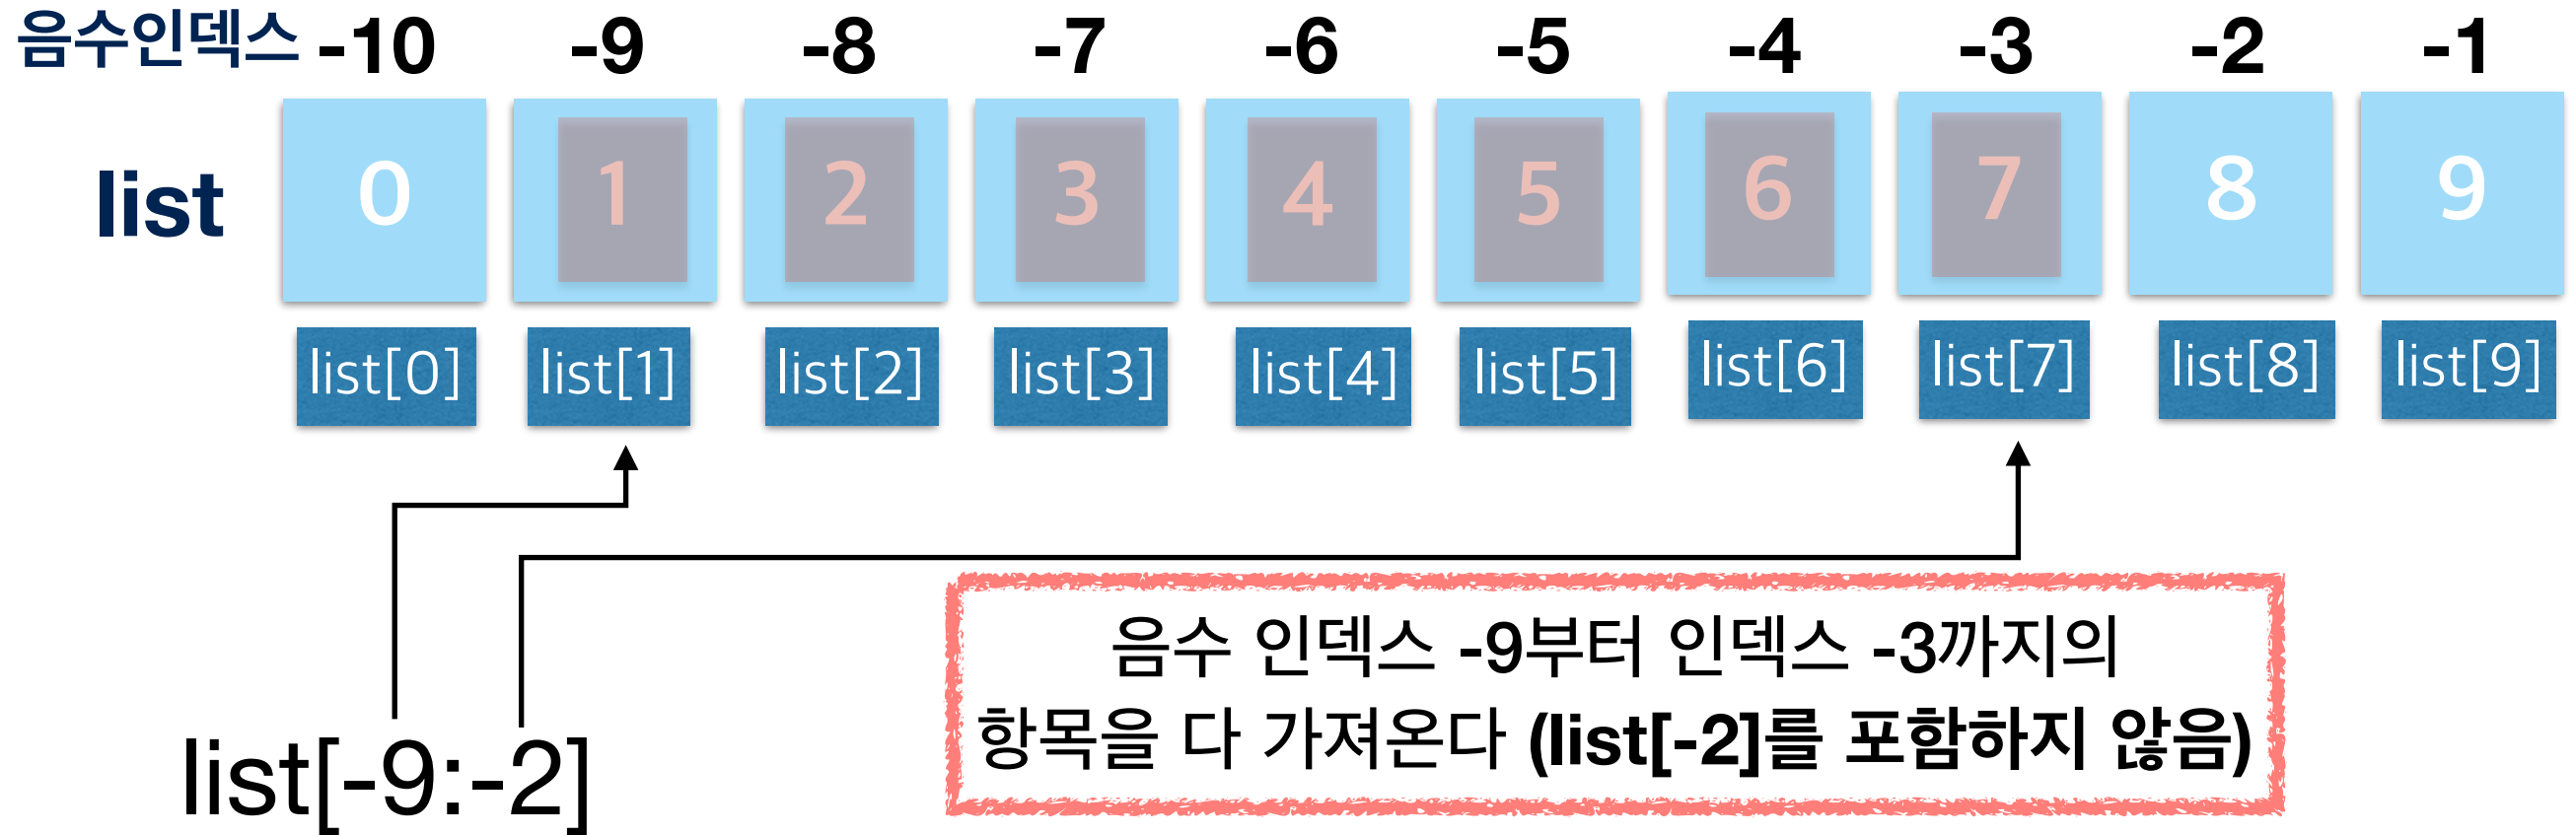 음수인덱스 -10 -9 -8 -7 -6 -5 -4 -3 -2 -1
list 0 1 2 3 4 5 6 7 8 9
list[0] list[1] list[2] list[3] list[4] list[5] list[6] list[7] list[8] list[9]
음수 인덱스 -9부터 인덱스 -3까지의
항목을 다 가져온다 (list[-2]를 포함하지 않음)
list[-9:-2]